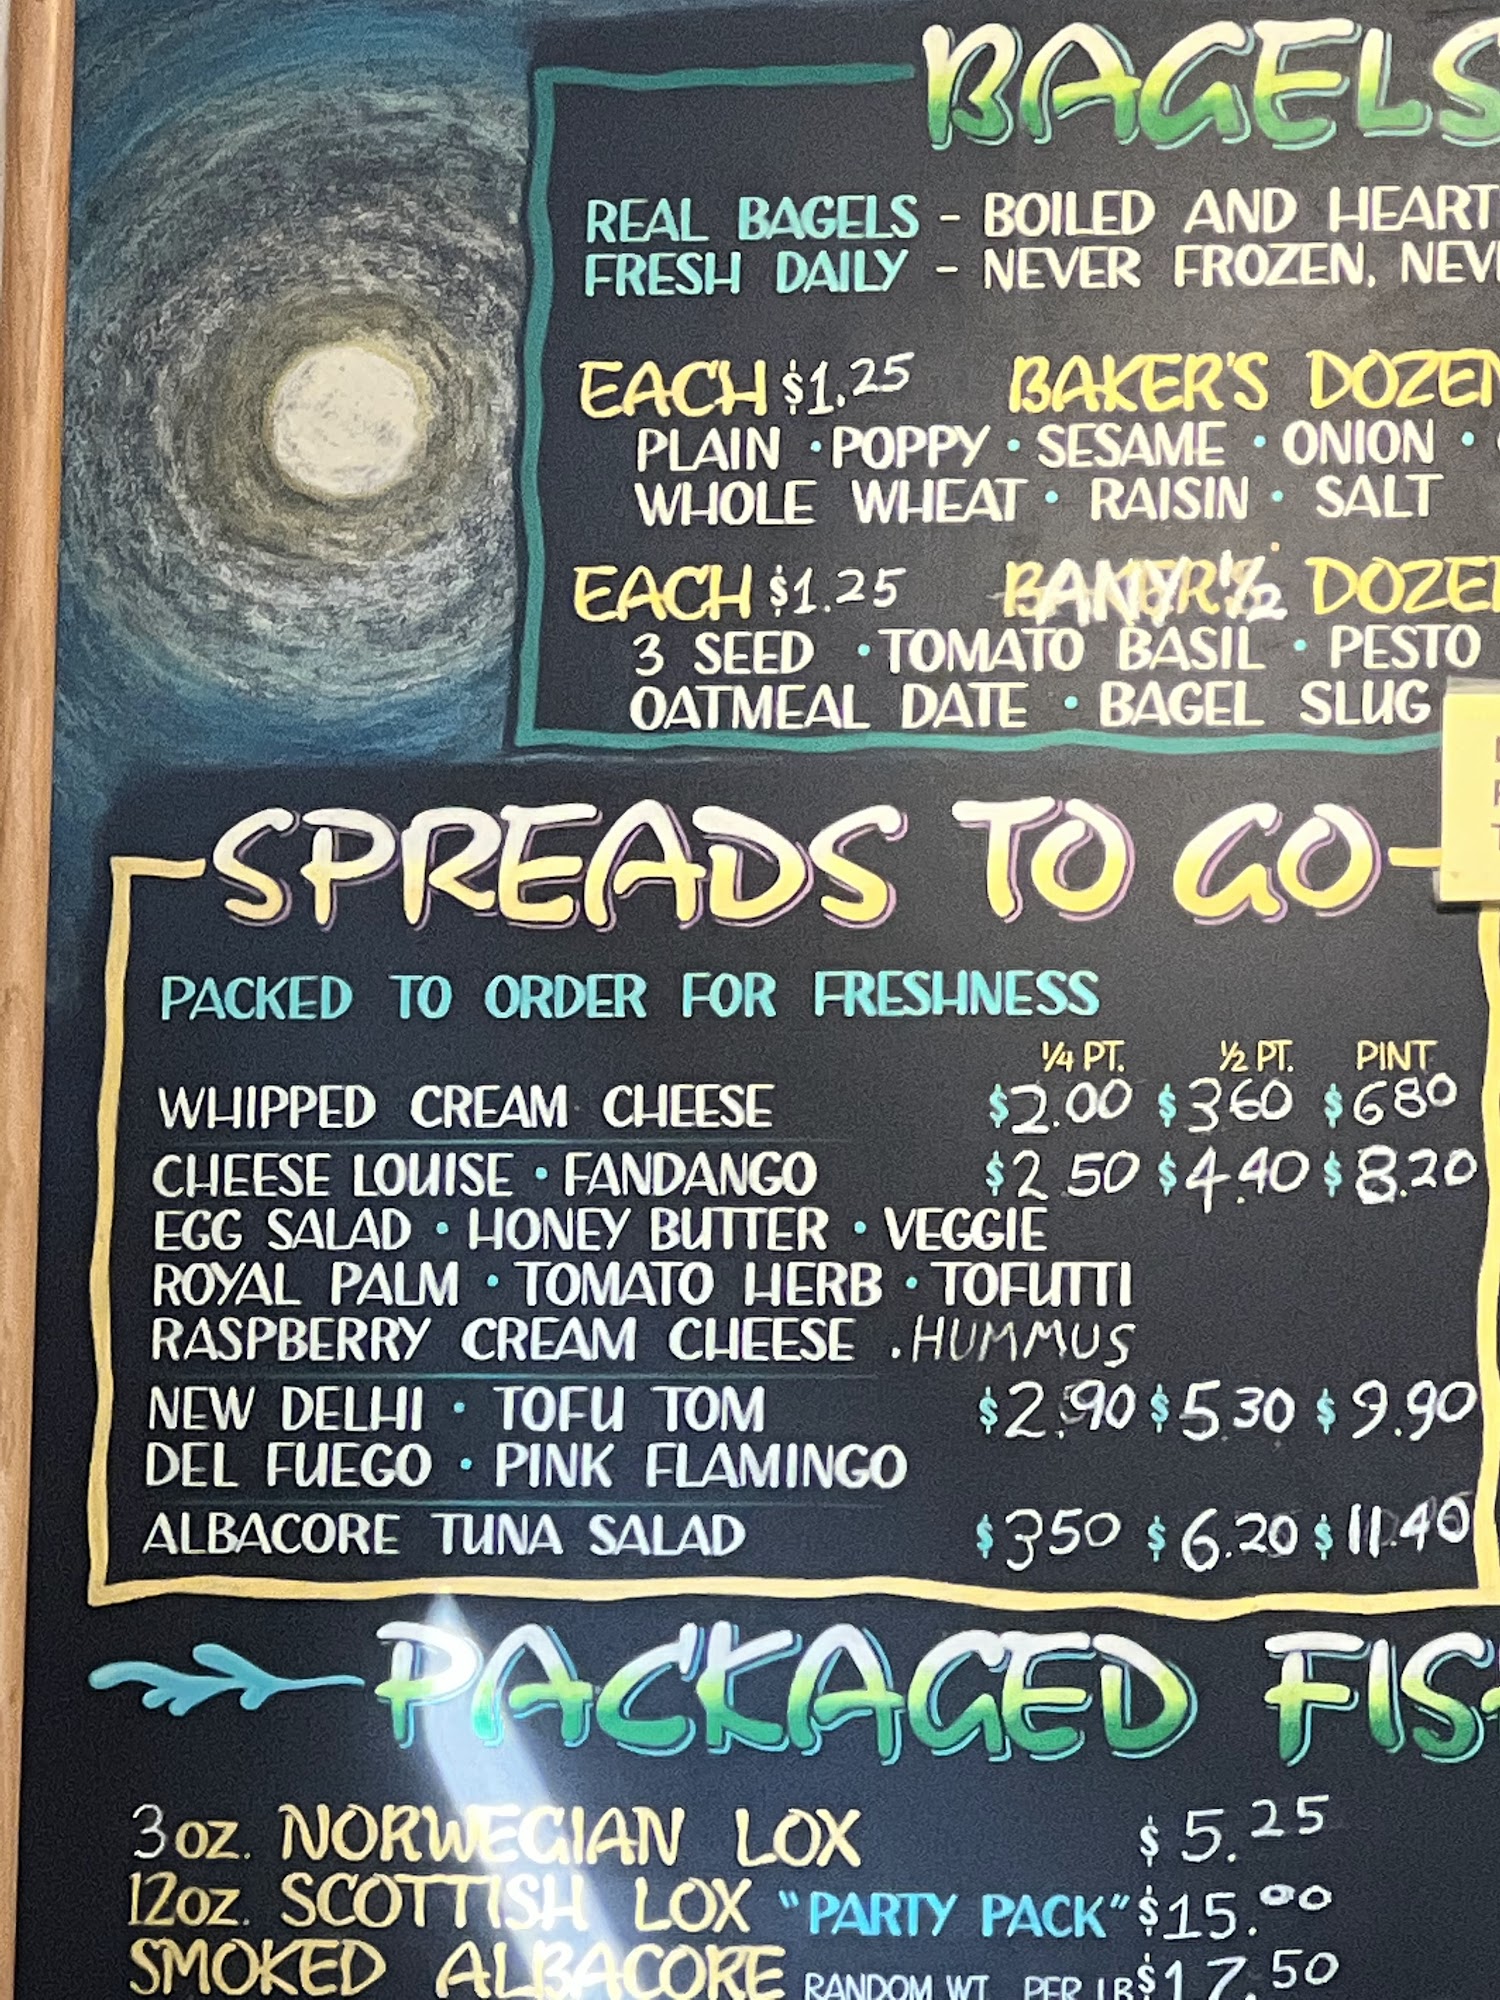 BAGELS
REAL BAGELS - BOILED AND HEART
FRESH DAILY - NEVER FROZEN, NEV
EACH $1.25 BAKER'S DOZEN
PLAIN • POPPY • SESAME • ONION •
WHOLE WHEAT • RAISIN • SALT
EACH $1.25 ANY ½ DOZEN
3 SEED • TOMATO BASIL • PESTO
OATMEAL DATE • BAGEL SLUG
SPREADS TO GO
PACKED TO ORDER FOR FRESHNESS
¼ PT. ½ PT. PINT
WHIPPED CREAM CHEESE $2.00 $3 60 $6 80
CHEESE LOUISE • FANDANGO $2 50 $4.40 $8.20
EGG SALAD • HONEY BUTTER • VEGGIE
ROYAL PALM • TOMATO HERB • TOFUTTI
RASPBERRY CREAM CHEESE . HUMMUS
NEW DELHI • TOFU TOM $2.90 $5 30 $9.90
DEL FUEGO • PINK FLAMINGO
ALBACORE TUNA SALAD $3 50 $6.20 $11.40
PACKAGED FIS
3 oz. NORWEGIAN LOX $5.25
12oz. SCOTTISH LOX "PARTY PACK" $15.00
SMOKED ALBACORE RANDOM WT. PER LB $17.50